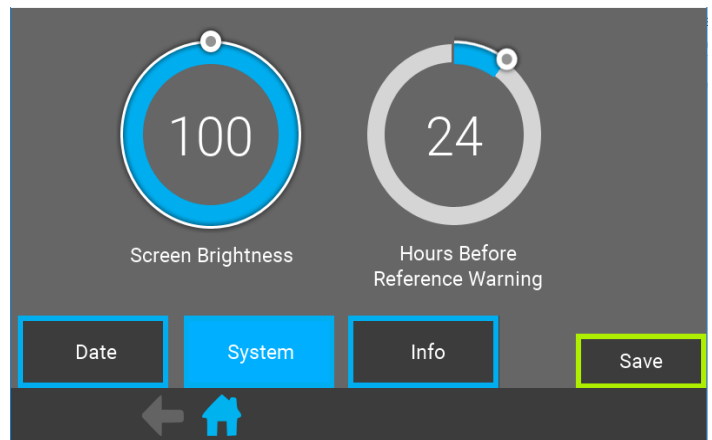 100
24
Screen Brightness
Hours Before
Reference Warning
Date
System
Info
Save